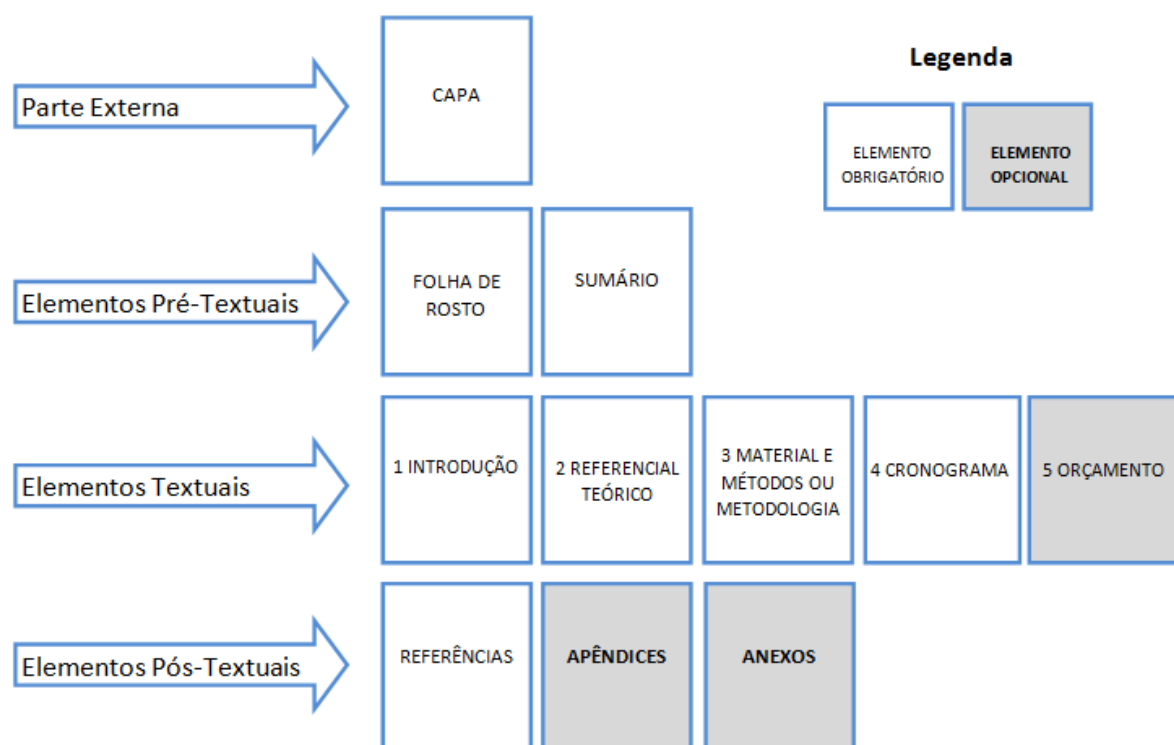 Legenda
Parte Externa
CAPA
ELEMENTO
OBRIGATÓRIO
ELEMENTO
OPCIONAL
Elementos Pré-Textuais
FOLHA DE
ROSTO
SUMÁRIO
Elementos Textuais
1 INTRODUÇÃO
2 REFERENCIAL
TEÓRICO
3 MATERIAL E
MÉTODOS OU
METODOLOGIA
4 CRONOGRAMA
5 ORÇAMENTO
Elementos Pós-Textuais
REFERÊNCIAS
APÊNDICES
ANEXOS